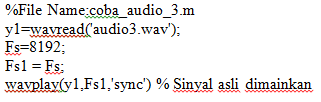 %File Name:coba_audio_3.m
y1=wavread('audio3.wav');
Fs=8192;
Fs1 = Fs;
wavplay(y1,Fs1,'sync') % Sinyal asli dimainkan